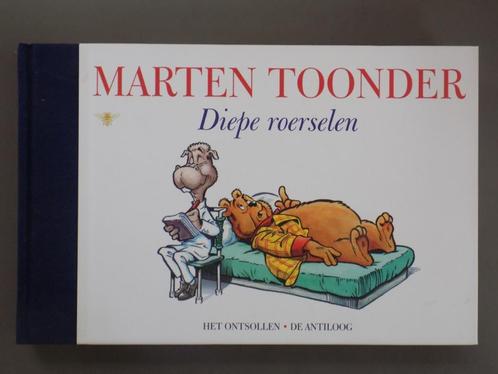 MARTEN TOONDER
Diepe roerselen
HET ONTSOLLEN • DE ANTILOOG